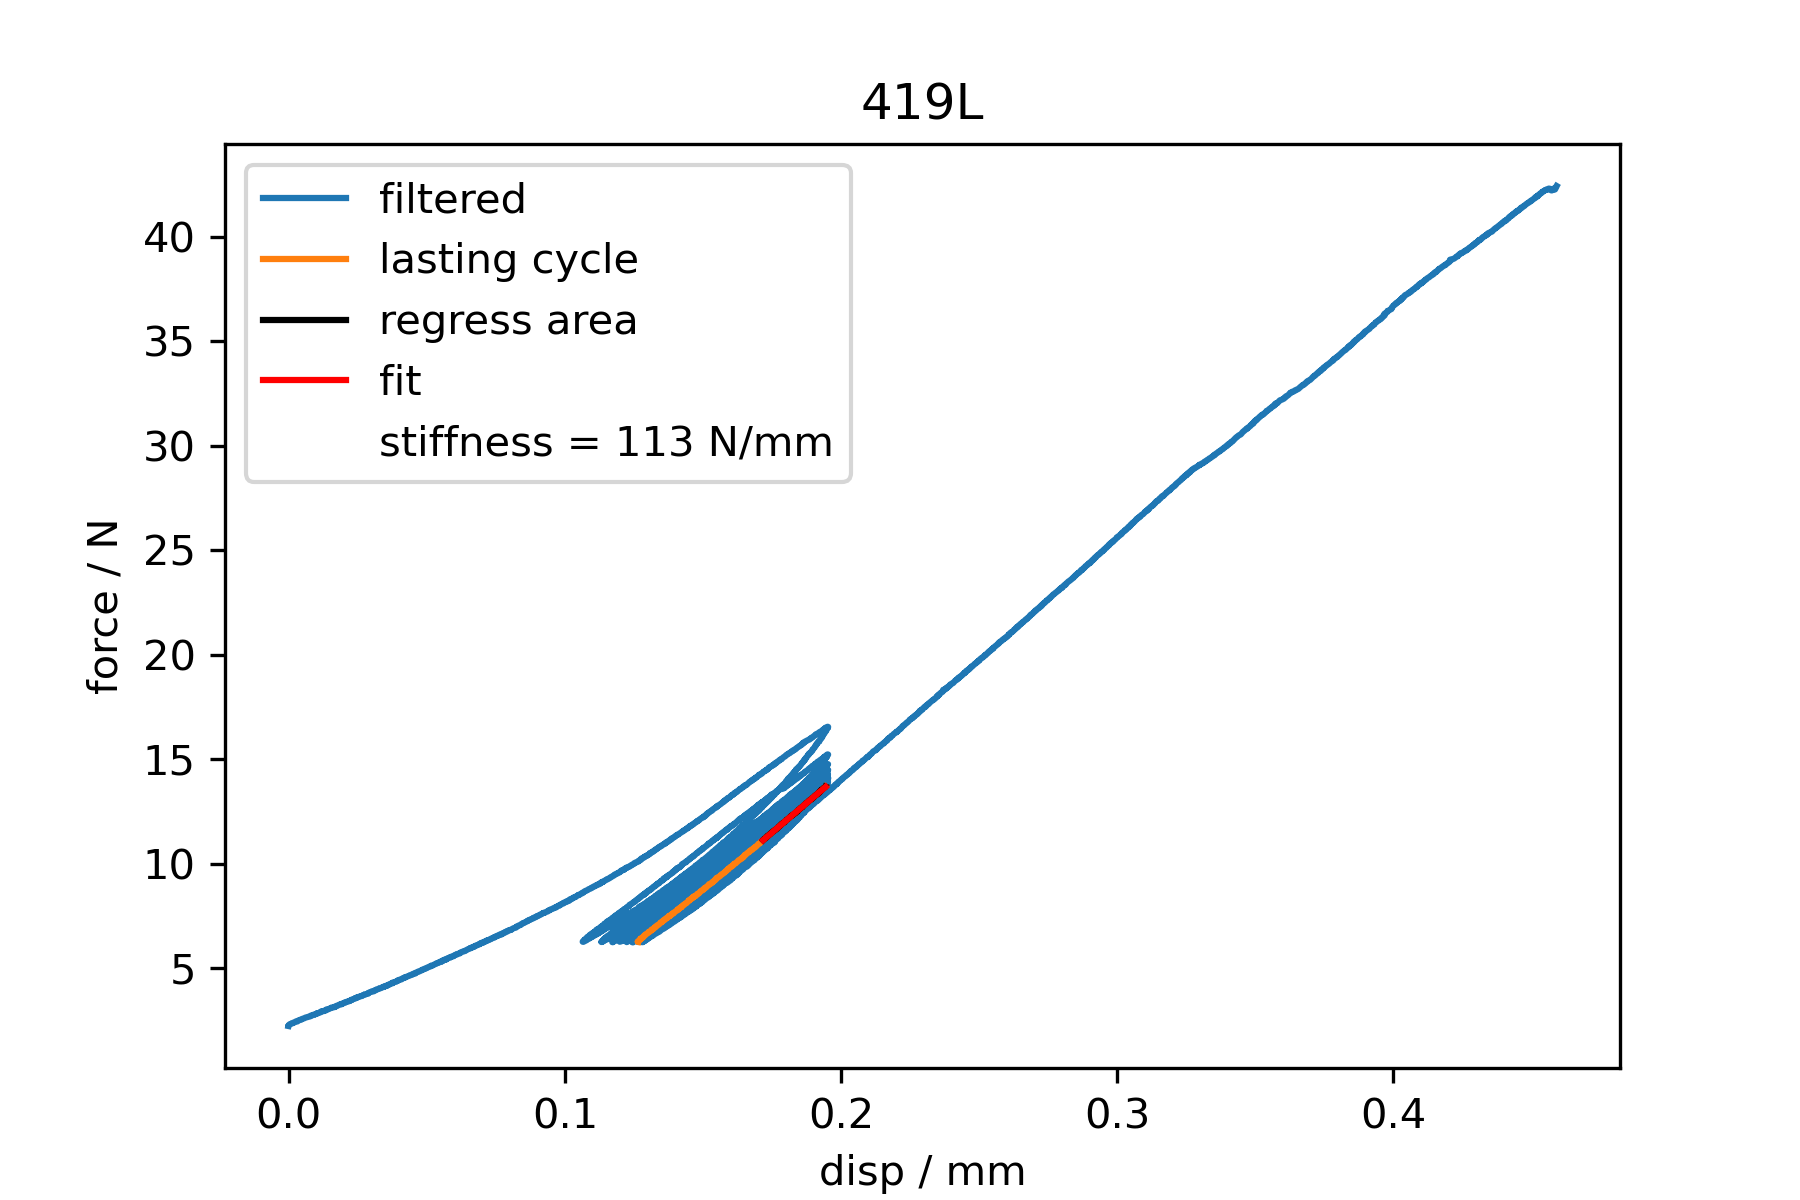 419L
filtered
lasting cycle
regress area
fit
stiffness = 113 N/mm
40
35
30
25
20
15
10
5
force / N
0.0 0.1 0.2 0.3 0.4
disp / mm